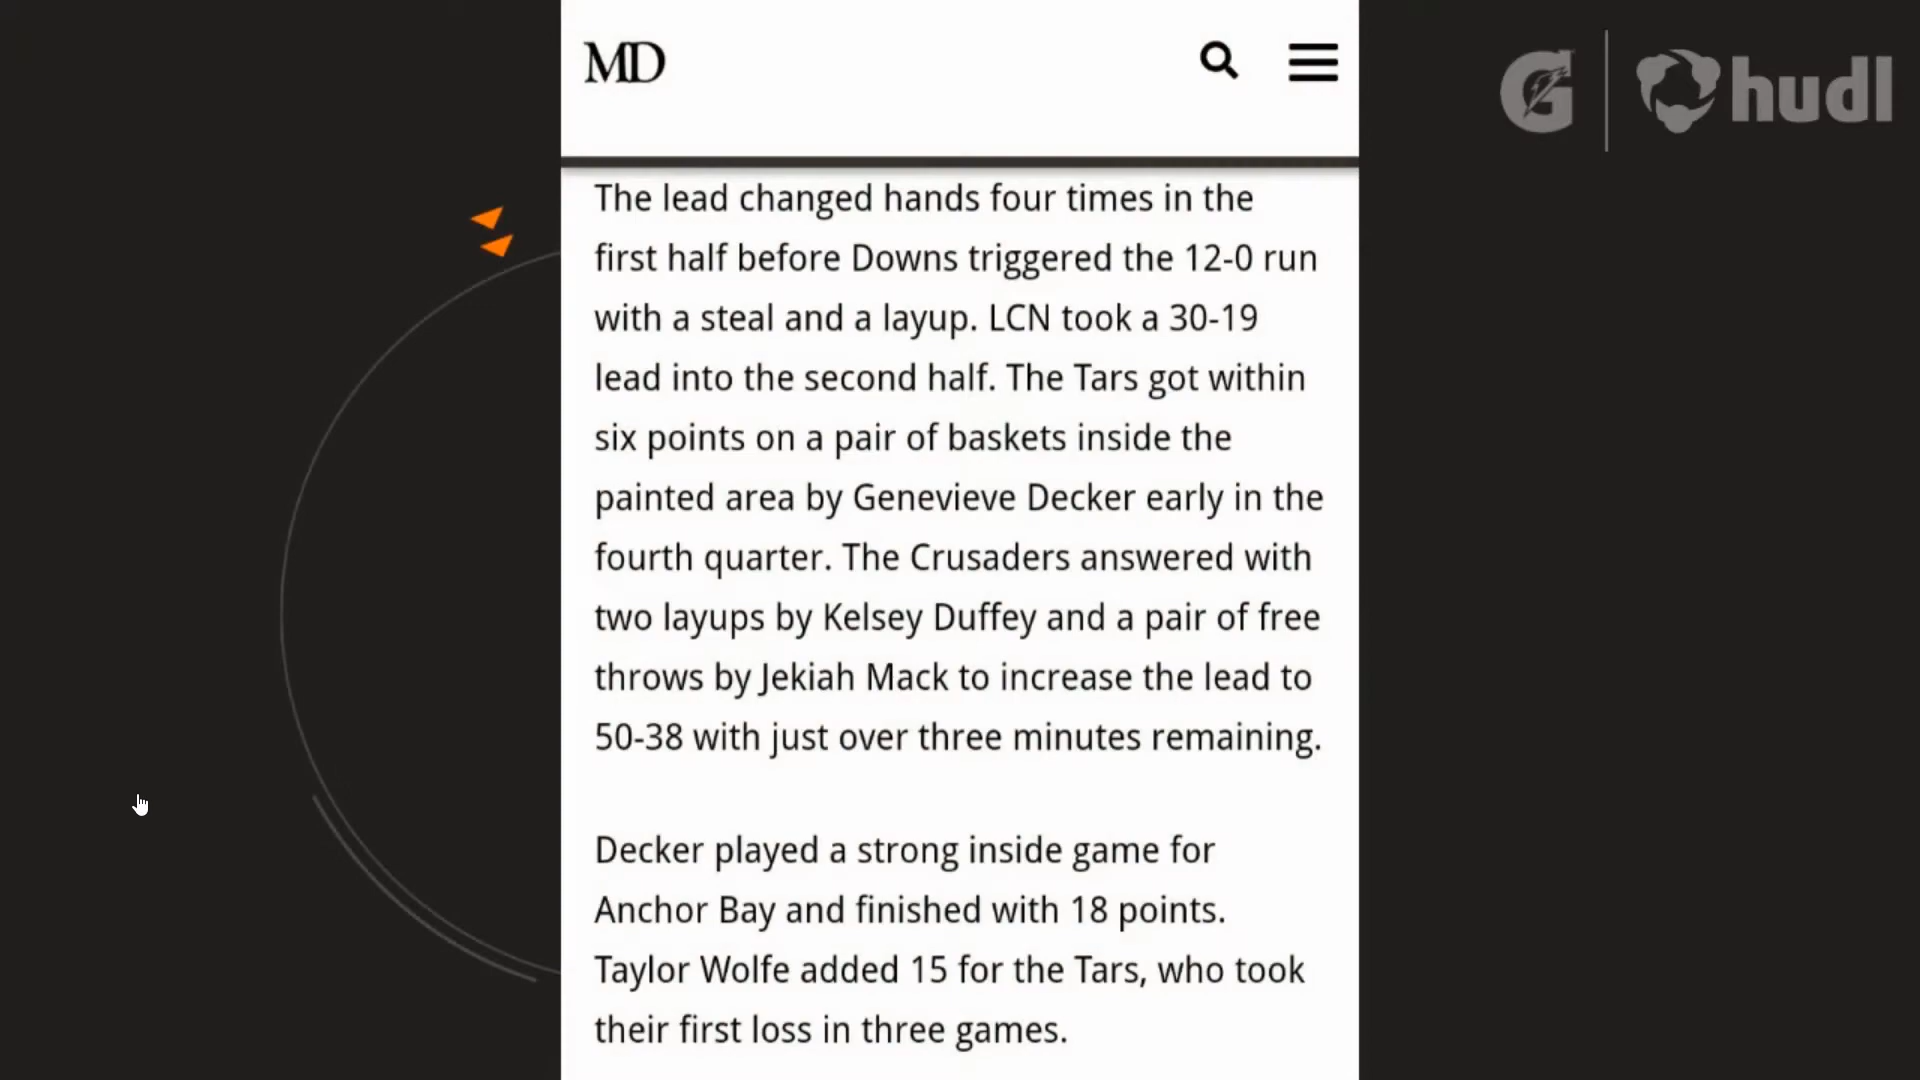 MD
G hudl
The lead changed hands four times in the
first half before Downs triggered the 12-0 run
with a steal and a layup. LCN took a 30-19
lead into the second half. The Tars got within
six points on a pair of baskets inside the
painted area by Genevieve Decker early in the
fourth quarter. The Crusaders answered with
two layups by Kelsey Duffey and a pair of free
throws by Jekiah Mack to increase the lead to
50-38 with just over three minutes remaining.
Decker played a strong inside game for
Anchor Bay and finished with 18 points.
Taylor Wolfe added 15 for the Tars, who took
their first loss in three games.